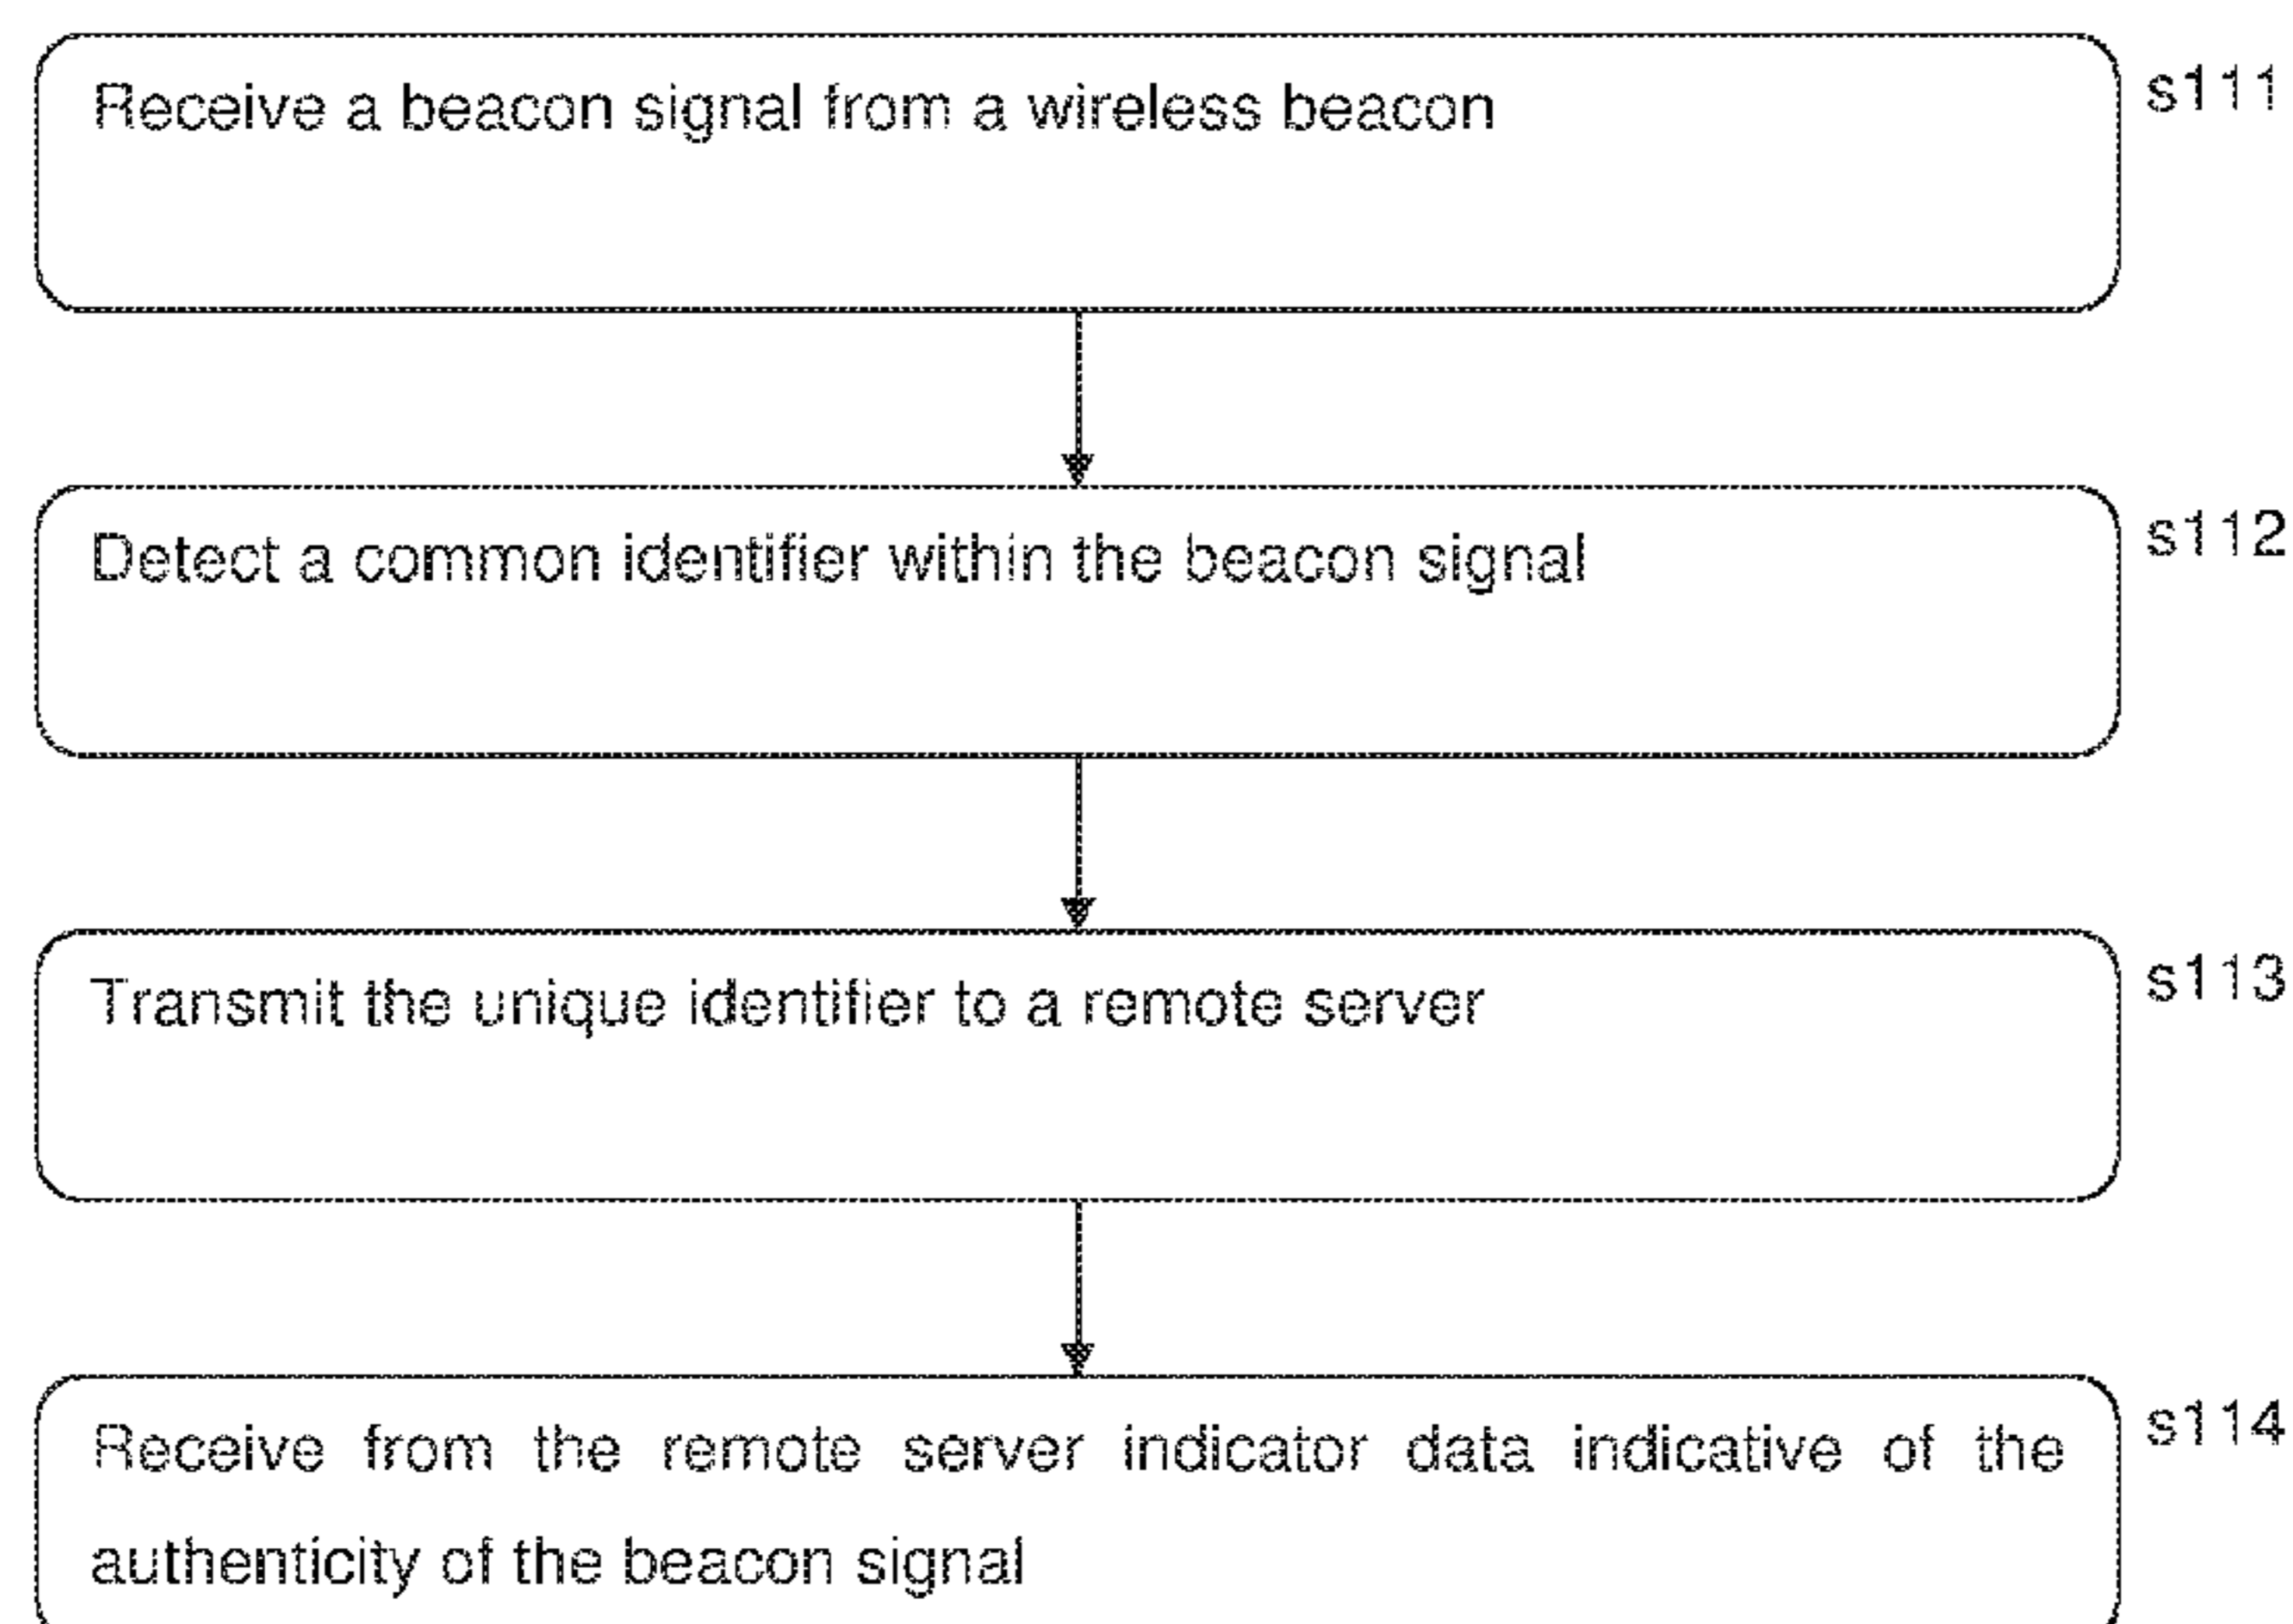 Receive a beacon signal from a wireless beacon
s111
Detect a common identifier within the beacon signal
s112
Transmit the unique identifier to a remote server
s113
Receive from the remote server indicator data indicative of the
authenticity of the beacon signal
s114